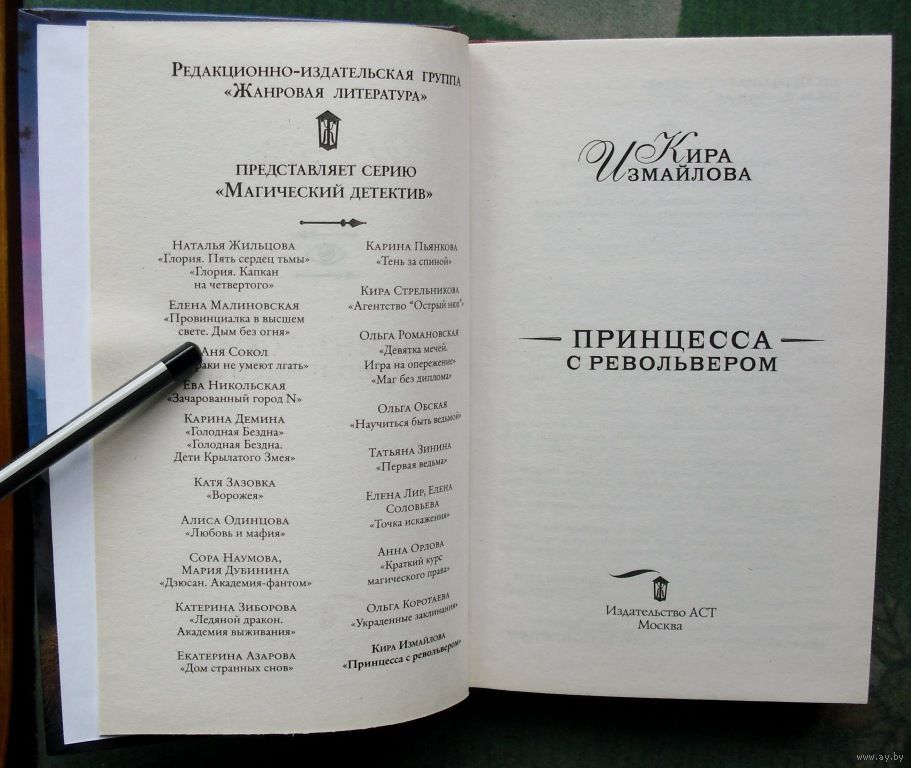 Редакционно-издательская группа
«Жанровая литература»
Ж
представляет серию
«Магический детектив»
Наталья Жильцова
«Глория. Пять сердец тьмы»
«Глория. Капкан
на четвертого»
Елена Малиновская
«Провинциалка в высшем
свете. Дым без огня»
Аня Сокол
не умеют лгать»
Ева Никольская
«Зачарованный город N»
Карина Демина
«Голодная Бездна»
«Голодная Бездна.
Дети Крылатого Змея»
Катя Зазовка
«Ворожея»
Алиса Одинцова
«Любовь и мафия»
Сора Наумова,
Мария Дубинина
«Дзюсан. Академия-фантом»
Катерина Зиборова
«Ледяной дракон.
Академия выживания»
Екатерина Азарова
«Дом странных снов»
Карина Пьянкова
«Тень за спиной»
Кира Стрельникова
«Агентство "Острый нюх"»
Ольга Романовская
«Девятка мечей.
Игра на опережение»
«Маг без диплома»
Ольга Обская
«Научиться быть ведьмой»
Татьяна Зинина
«Первая ведьма»
Елена Лир, Елена
Соловьева
«Точка искажения»
Анна Орлова
«Краткий курс
магического права»
Ольга Коротаева
«Украденные заклинания»
Кира Измайлова
«Принцесса с револьвером»
Кира
Измайлова
ПРИНЦЕССА
С РЕВОЛЬВЕРОМ
Издательство АСТ
Москва
www.ay.by